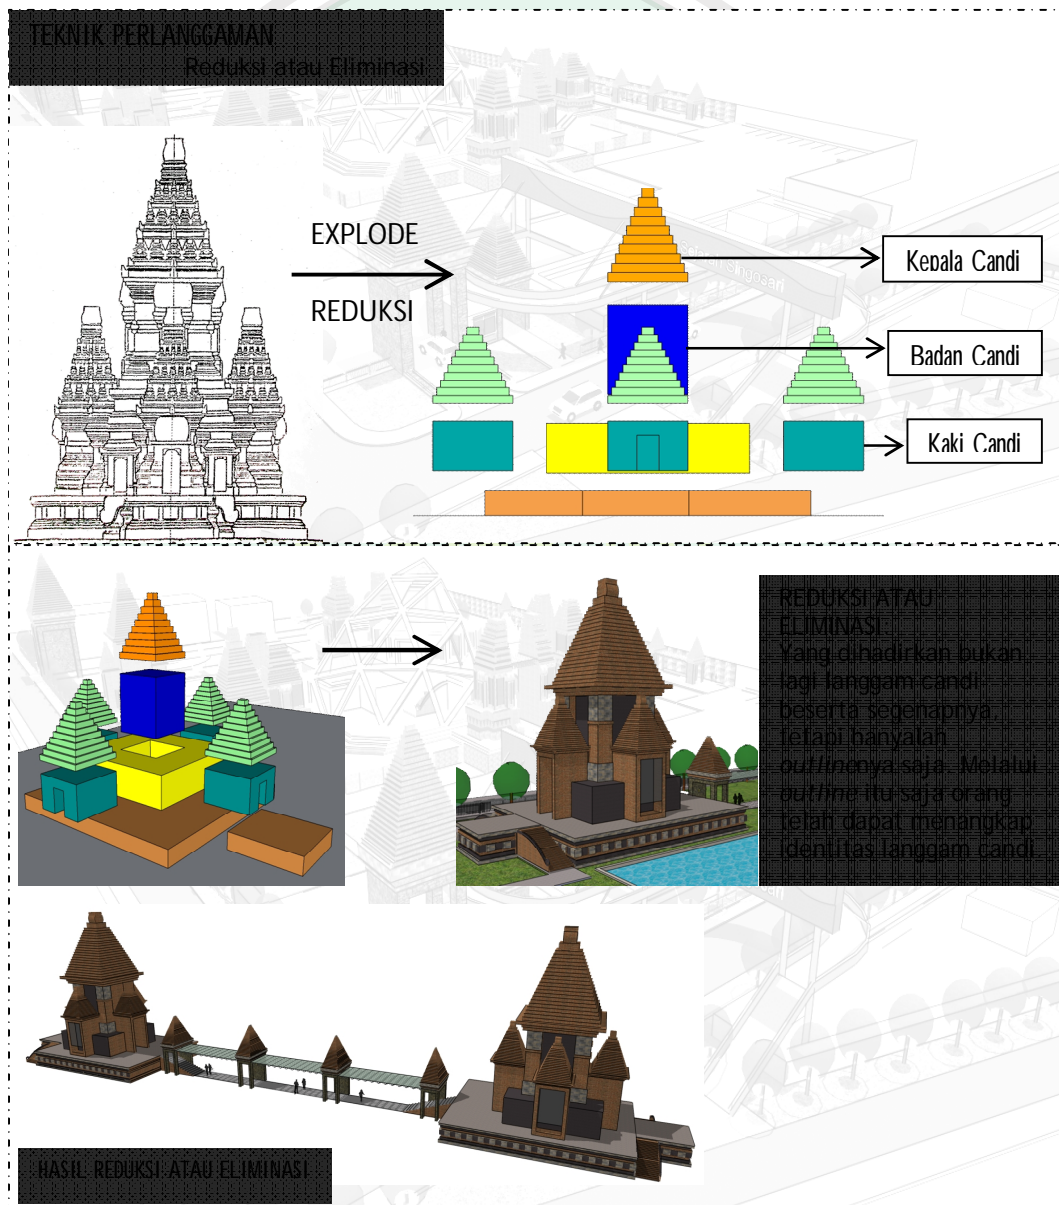 TEKNIK PERLANGGAMAN
Reduksi atau Eliminasi
EXPLODE
REDUKSI
Kepala Candi
Badan Candi
Kaki Candi
REDUKSI ATAU
ELIMINASI:
Yang dihadirkan bukan
lagi langgam candi
beserta segenapnya,
tetapi hanyalah
outlinenya saja. Melalui
outline itu saja orang
telah dapat menangkap
identitas langgam candi
HASIL REDUKSI ATAU ELIMINASI